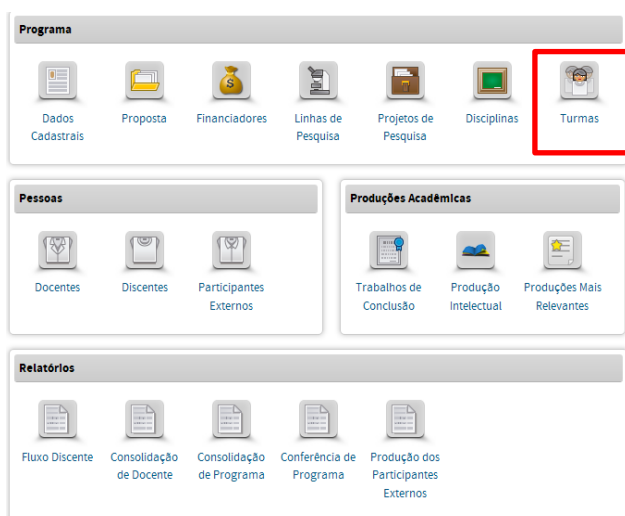 Programa
Dados
Cadastrais
Proposta
Financiadores
Linhas de
Pesquisa
Projetos de
Pesquisa
Disciplinas
Turmas
Pessoas
Docentes
Discentes
Participantes
Externos
Produções Acadêmicas
Trabalhos de
Conclusão
Produção
Intelectual
Produções Mais
Relevantes
Relatórios
Fluxo Discente
Consolidação
de Docente
Consolidação
de Programa
Conferência de
Programa
Produção dos
Participantes
Externos